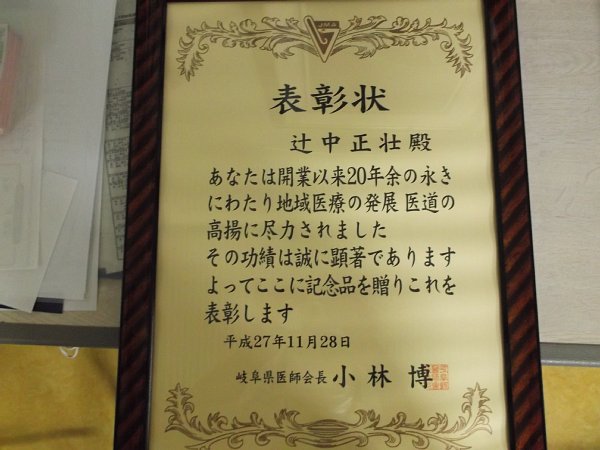 JMA
表彰状
辻中正壮殿
あなたは開業以来20年余の永き
にわたり地域医療の発展 医道の
高揚に尽力されました
その功績は誠に顕著であります
よってここに記念品を贈りこれを
表彰します
平成27年11月28日
岐阜県医師会長 小林 博